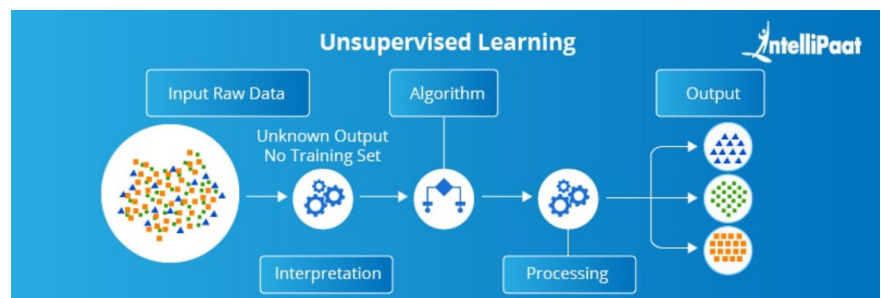 Unsupervised Learning
IntelliPaat
Input Raw Data
Algorithm
Output
Unknown Output
No Training Set
Interpretation
Processing